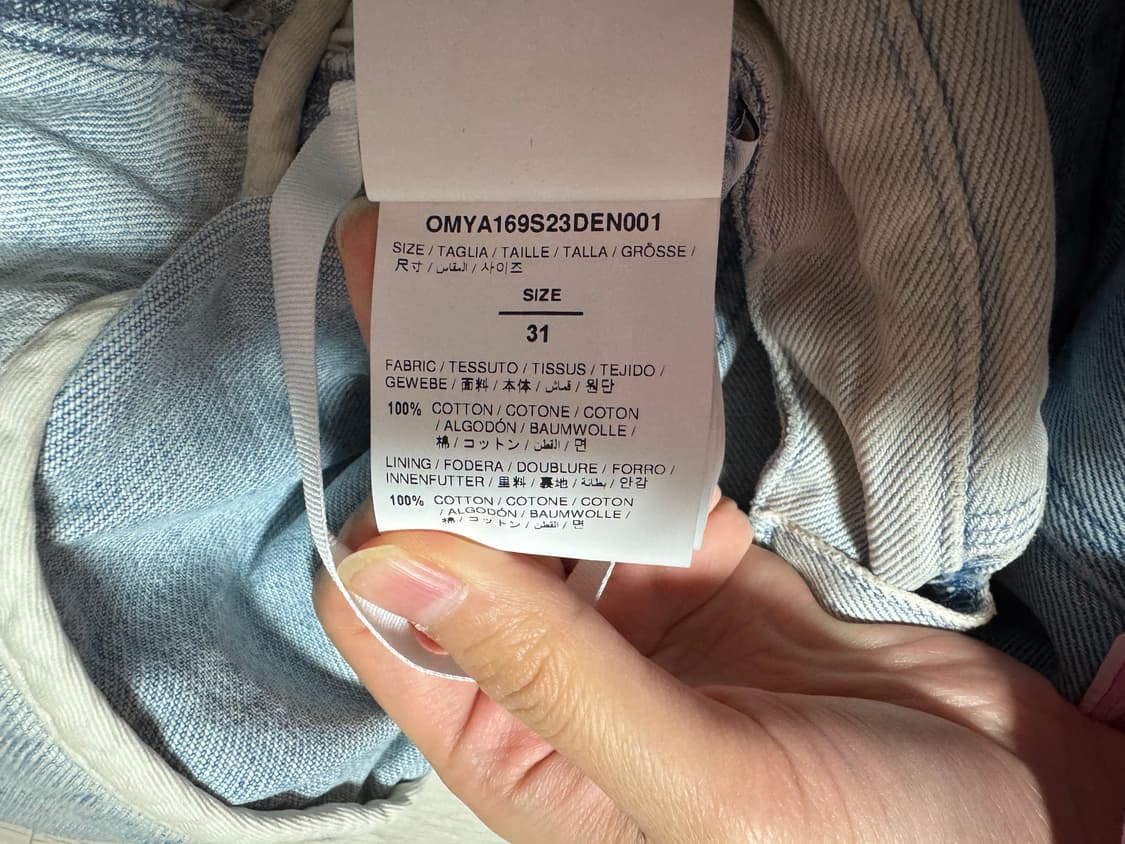 OMYA169S23DEN001
SIZE / TAGLIA / TAILLE / TALLA / GRÖSSE /
尺寸 / المقاس / 사이즈
SIZE
31
FABRIC / TESSUTO / TISSUS / TEJIDO /
GEWEBE / 面料 / 本体 / قماش / 원단
100% COTTON / COTONE / COTON
/ ALGODÓN / BAUMWOLLE /
棉 / コットン / القطن / 면
LINING / FODERA / DOUBLURE / FORRO /
INNENFUTTER / 里料 / 裏地 / بطانة / 안감
100% COTTON / COTONE / COTON
/ ALGODÓN / BAUMWOLLE /
棉 / コットン / القطن / 면